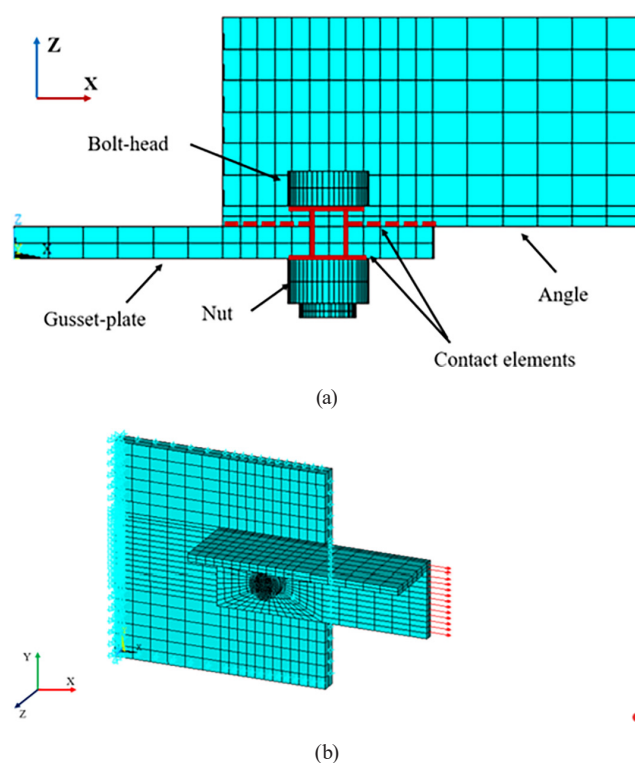 Z
X
Bolt-head
Z
X
Y
Gusset-plate
Nut
Angle
Contact elements
(a)
Y
X
Z
(b)